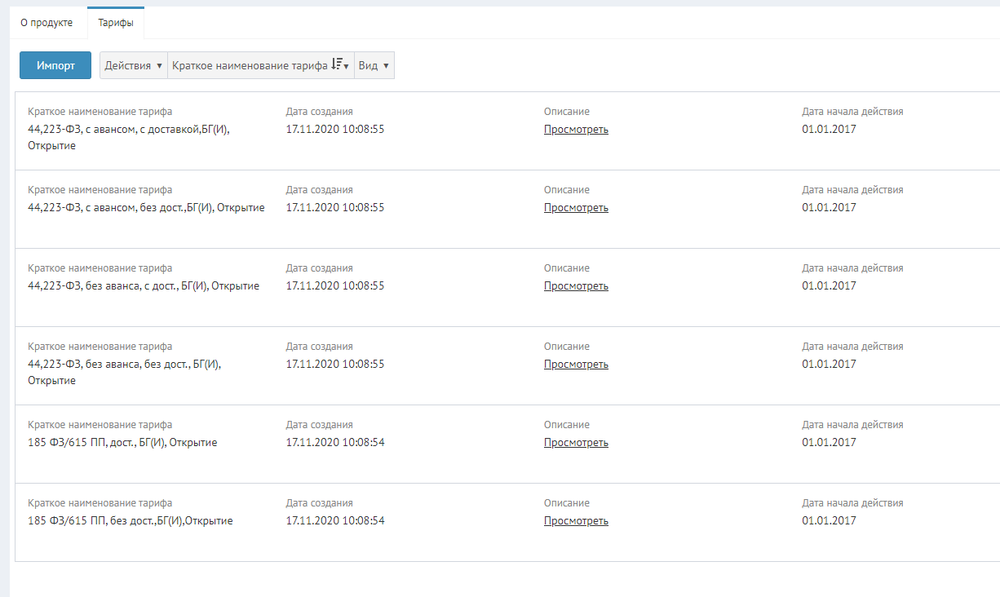 О продукте Тарифы
Импорт Действия ▼ Краткое наименование тарифа ▼ Вид ▼
Краткое наименование тарифа Дата создания Описание Дата начала действия
44,223-ФЗ, с авансом, с доставкой,БГ(И), 17.11.2020 10:08:55 Просмотреть 01.01.2017
Открытие
Краткое наименование тарифа Дата создания Описание Дата начала действия
44,223-ФЗ, с авансом, без дост.,БГ(И), Открытие 17.11.2020 10:08:55 Просмотреть 01.01.2017
Краткое наименование тарифа Дата создания Описание Дата начала действия
44,223-ФЗ, без аванса, с дост., БГ(И), Открытие 17.11.2020 10:08:55 Просмотреть 01.01.2017
Краткое наименование тарифа Дата создания Описание Дата начала действия
44,223-ФЗ, без аванса, без дост., БГ(И), 17.11.2020 10:08:55 Просмотреть 01.01.2017
Открытие
Краткое наименование тарифа Дата создания Описание Дата начала действия
185 ФЗ/615 ПП, дост., БГ(И), Открытие 17.11.2020 10:08:54 Просмотреть 01.01.2017
Краткое наименование тарифа Дата создания Описание Дата начала действия
185 ФЗ/615 ПП, без дост.,БГ(И),Открытие 17.11.2020 10:08:54 Просмотреть 01.01.2017